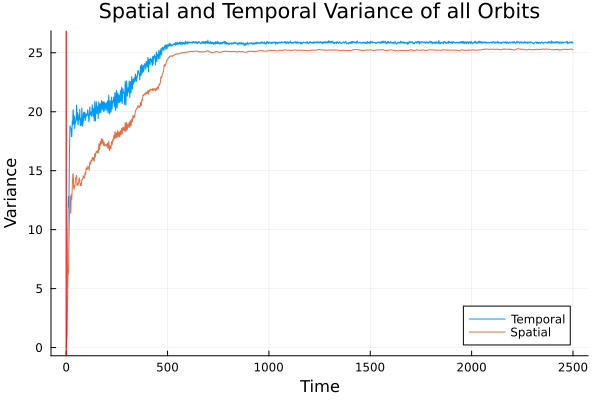 Spatial and Temporal Variance of all Orbits
Variance
25
20
15
10
5
0
Temporal
Spatial
0 500 1000 1500 2000 2500
Time